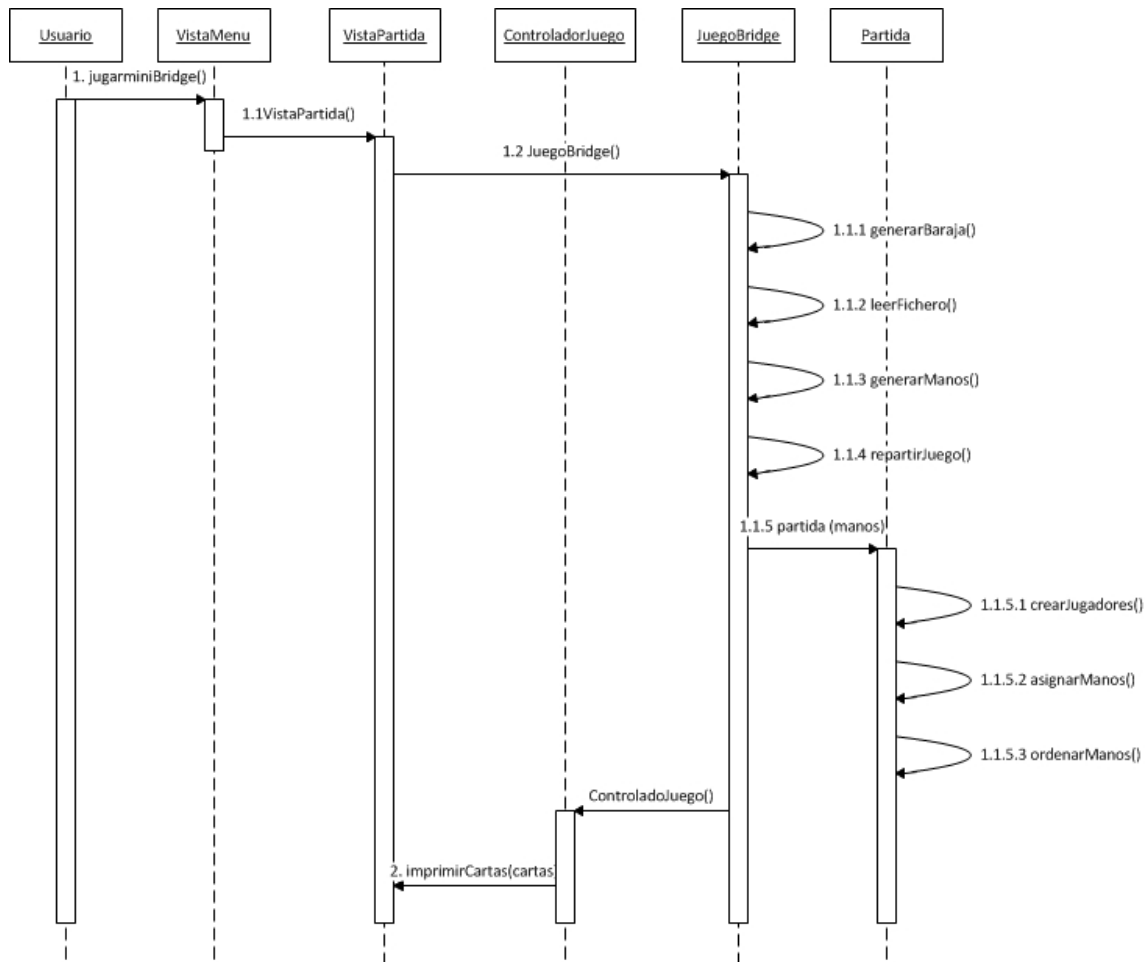 Usuario
VistaMenu
VistaPartida
ControladorJuego
JuegoBridge
Partida
1. jugarminiBridge()
1.1VistaPartida()
1.2 JuegoBridge()
1.1.1 generarBaraja()
1.1.2 leerFichero()
1.1.3 generarManos()
1.1.4 repartirJuego()
1.1.5 partida (manos)
1.1.5.1 crearJugadores()
1.1.5.2 asignarManos()
1.1.5.3 ordenarManos()
ControladoJuego()
2. imprimirCartas(cartas)